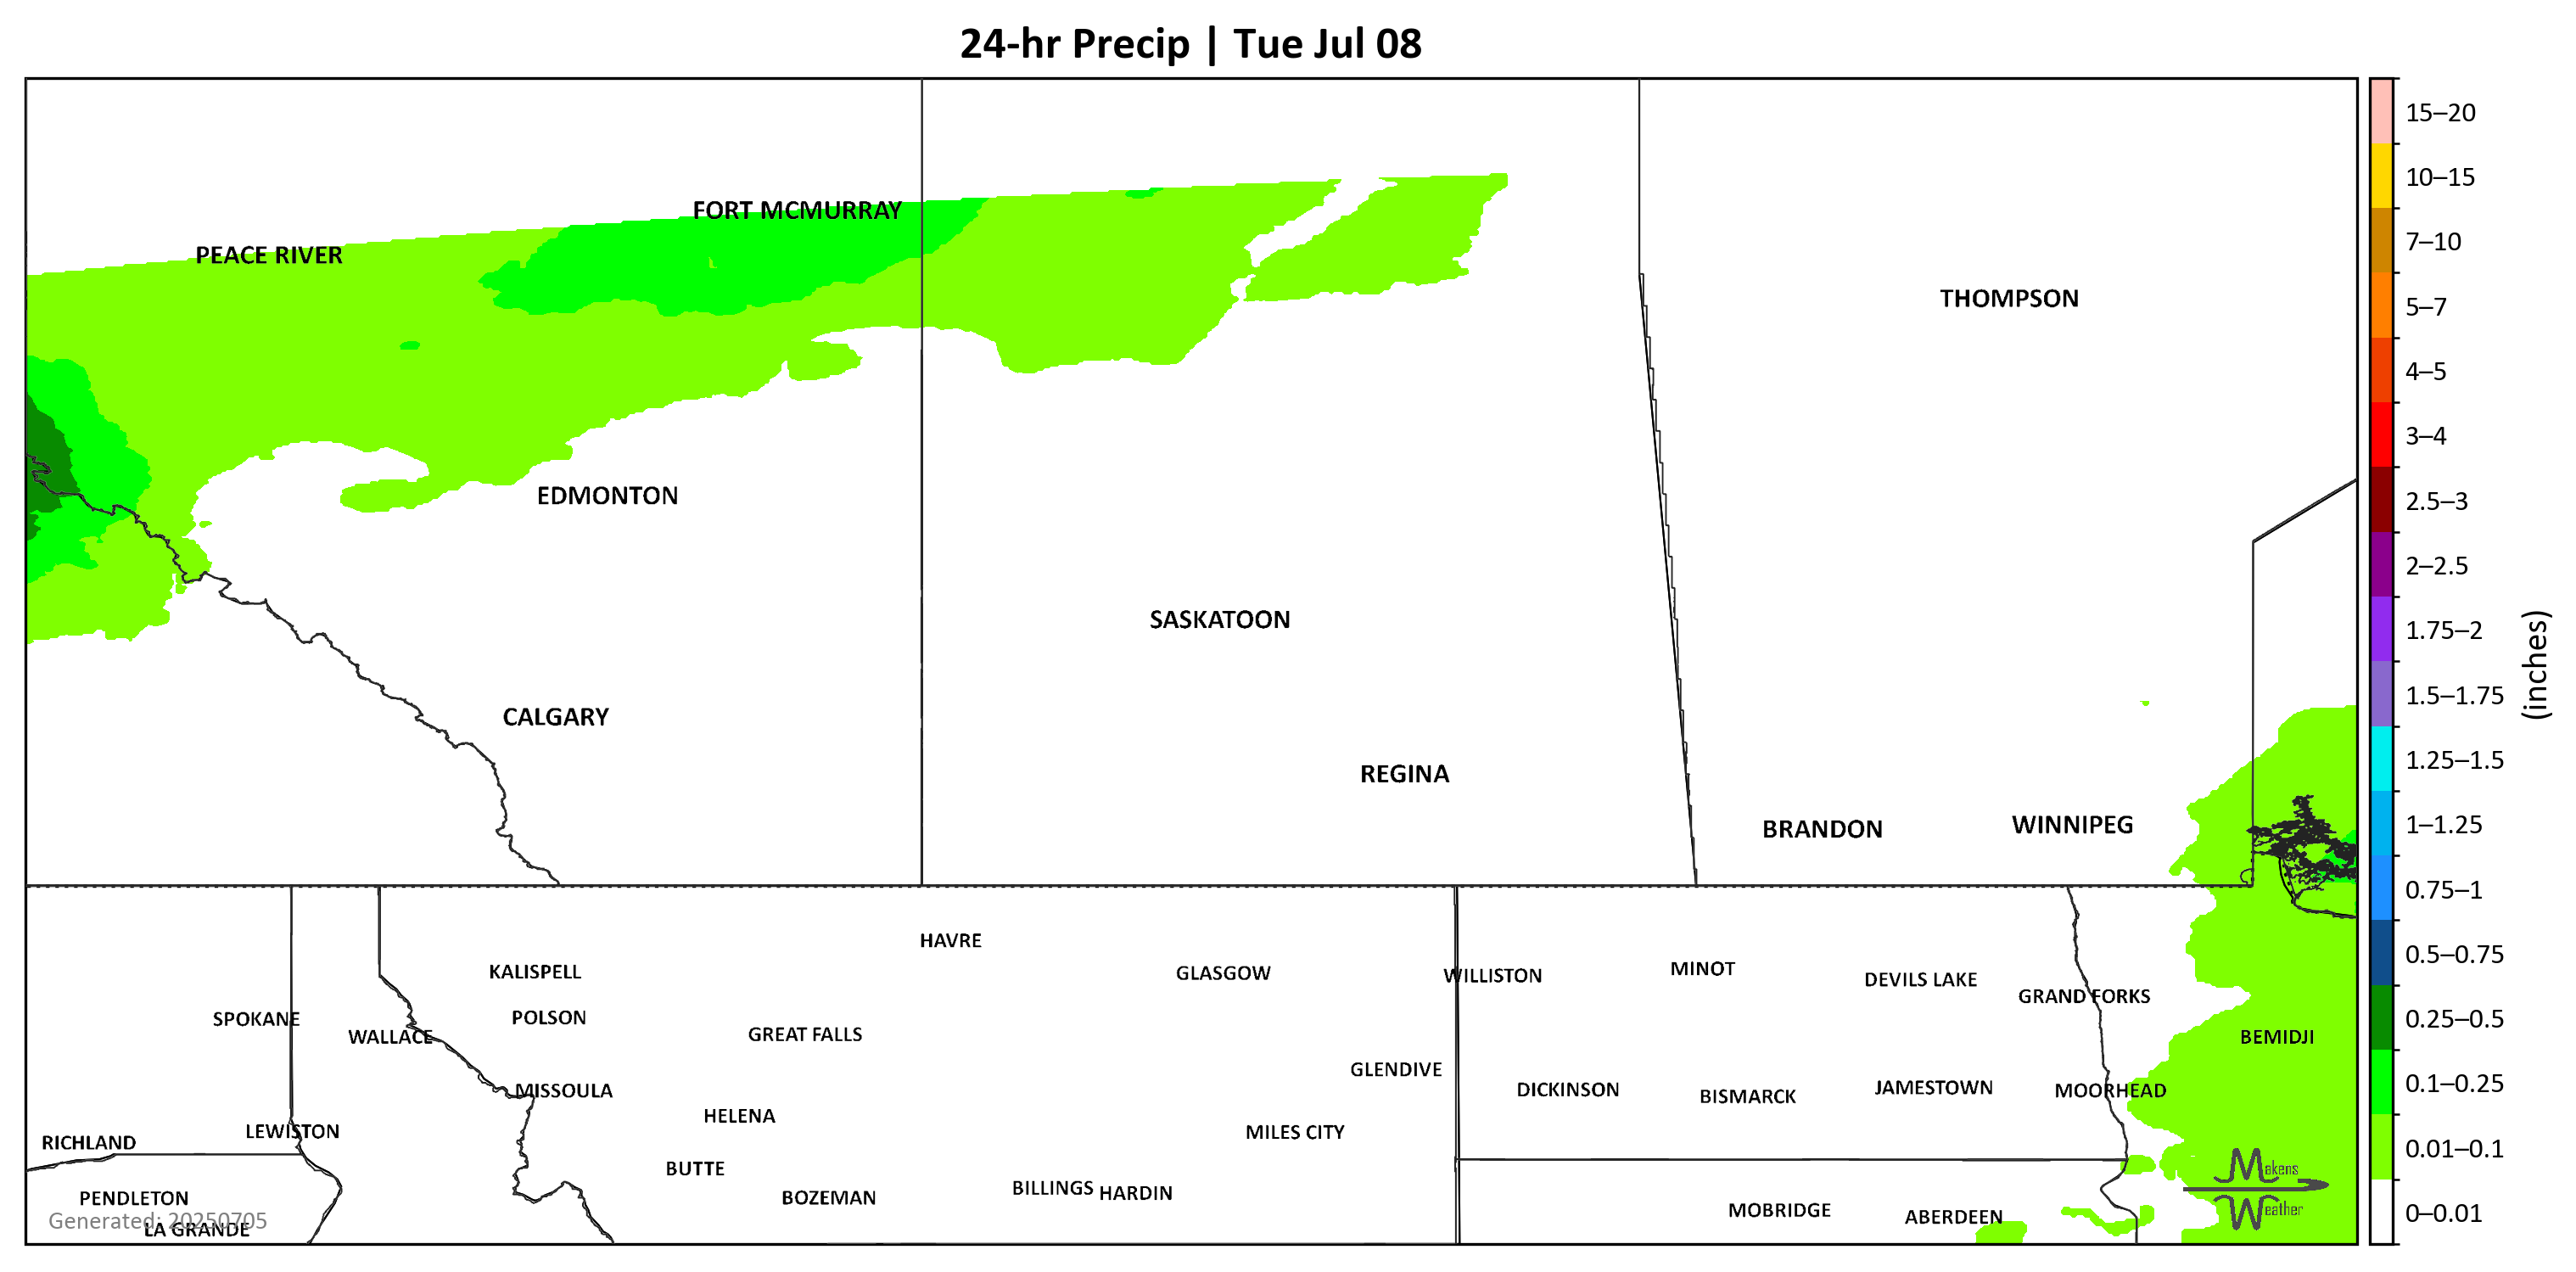 24-hr Precip | Tue Jul 08
15–20
10–15
7–10
5–7
4–5
3–4
2.5–3
2–2.5
1.75–2
1.5–1.75
1.25–1.5
1–1.25
0.75–1
0.5–0.75
0.25–0.5
0.1–0.25
0.01–0.1
0–0.01
(inches)
FORT MCMURRAY
PEACE RIVER
THOMPSON
EDMONTON
SASKATOON
CALGARY
REGINA
BRANDON
WINNIPEG
HAVRE
KALISPELL
GLASGOW
WILLISTON
MINOT
DEVILS LAKE
GRAND FORKS
SPOKANE
WALLACE
POLSON
GREAT FALLS
BEMIDJI
GLENDIVE
MISSOULA
DICKINSON
BISMARCK
JAMESTOWN
MOORHEAD
HELENA
RICHLAND
LEWISTON
MILES CITY
BUTTE
PENDLETON
BOZEMAN
BILLINGS
HARDIN
MOBRIDGE
ABERDEEN
Generated: 20250705
LA GRANDE
Makens
Weather